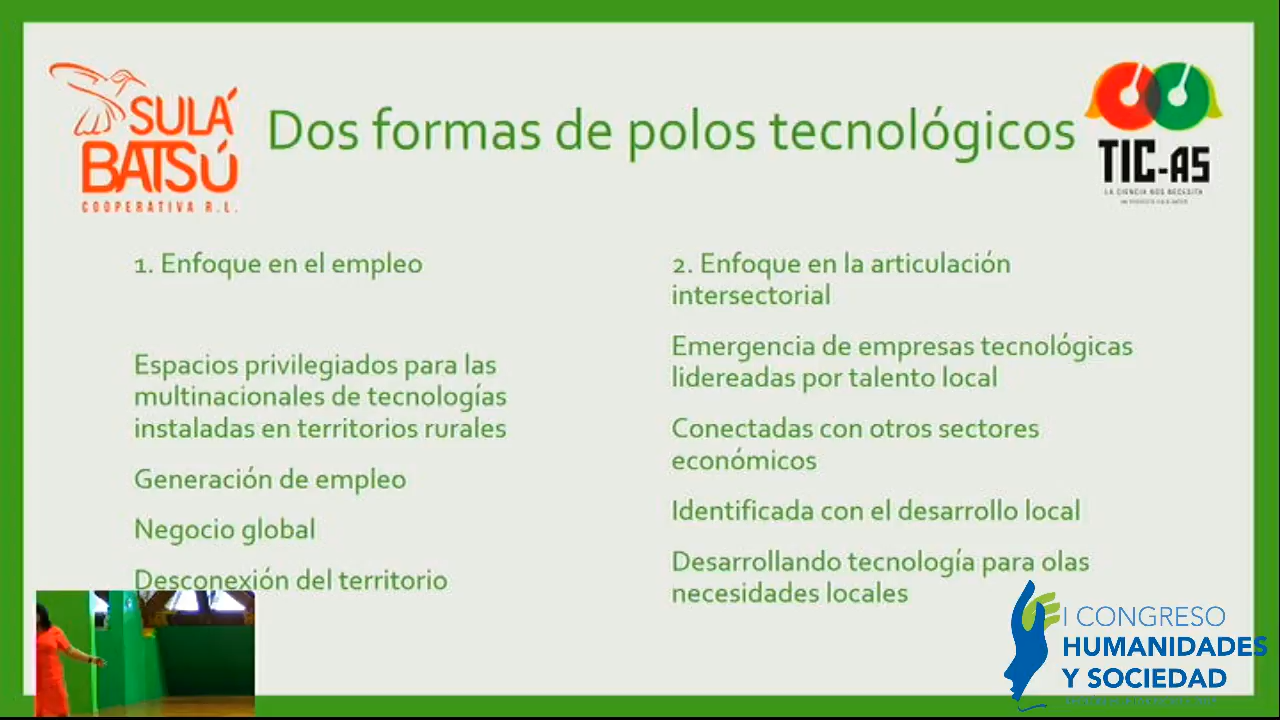 SULÁ
BATSÚ
COOPERATIVA R.L.
Dos formas de polos tecnológicos
TIC-AS
LA CIENCIA NOS NECESITA
1. Enfoque en el empleo
Espacios privilegiados para las
multinacionales de tecnologías
instaladas en territorios rurales
Generación de empleo
Negocio global
Desconexión del territorio
2. Enfoque en la articulación
intersectorial
Emergencia de empresas tecnológicas
lidereadas por talento local
Conectadas con otros sectores
económicos
Identificada con el desarrollo local
Desarrollando tecnología para olas
necesidades locales
I CONGRESO
HUMANIDADES
Y SOCIEDAD